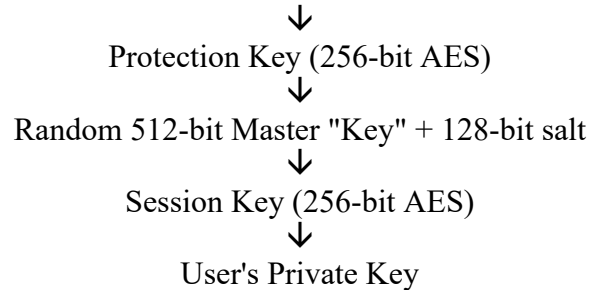 ↓
Protection Key (256-bit AES)
↓
Random 512-bit Master "Key" + 128-bit salt
↓
Session Key (256-bit AES)
↓
User's Private Key